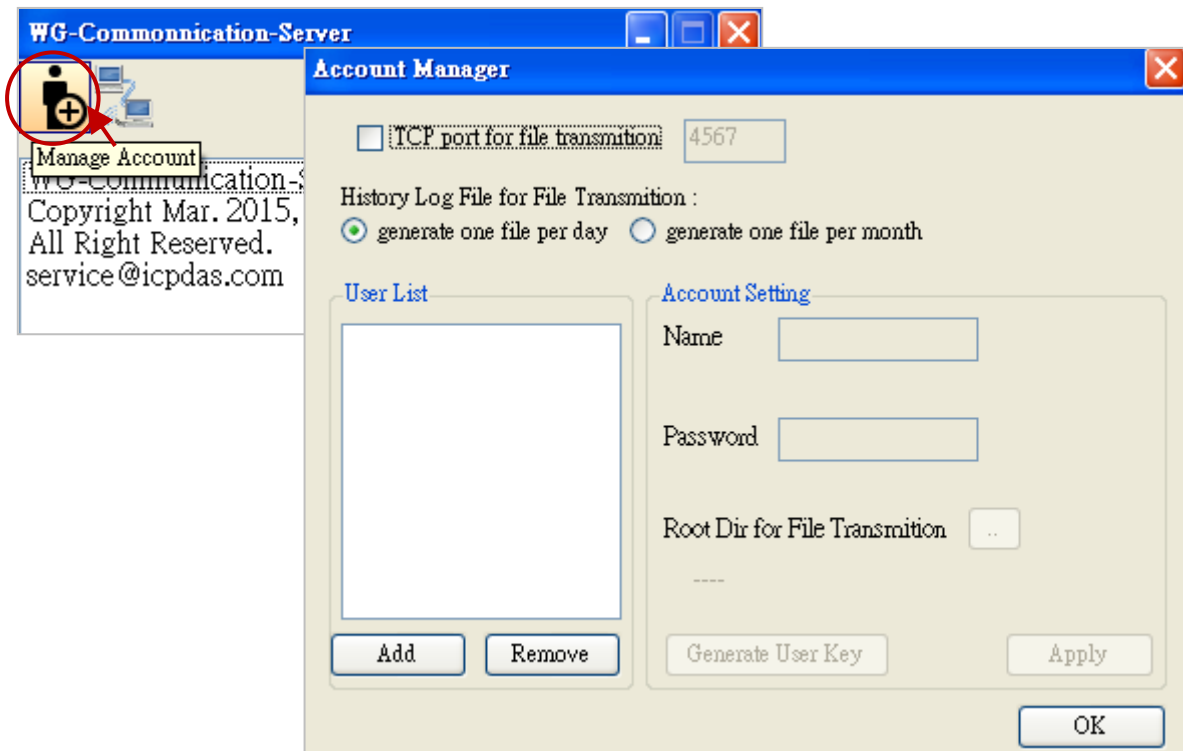 WG-Commonnication-Server
Manage Account
WG-Communication-S
Copyright Mar. 2015,
All Right Reserved.
service@icpdas.com
Account Manager
TCP port for file transmition 4567
History Log File for File Transmition :
generate one file per day generate one file per month
User List
Add Remove
Account Setting
Name
Password
Root Dir for File Transmition ..
----
Generate User Key Apply
OK